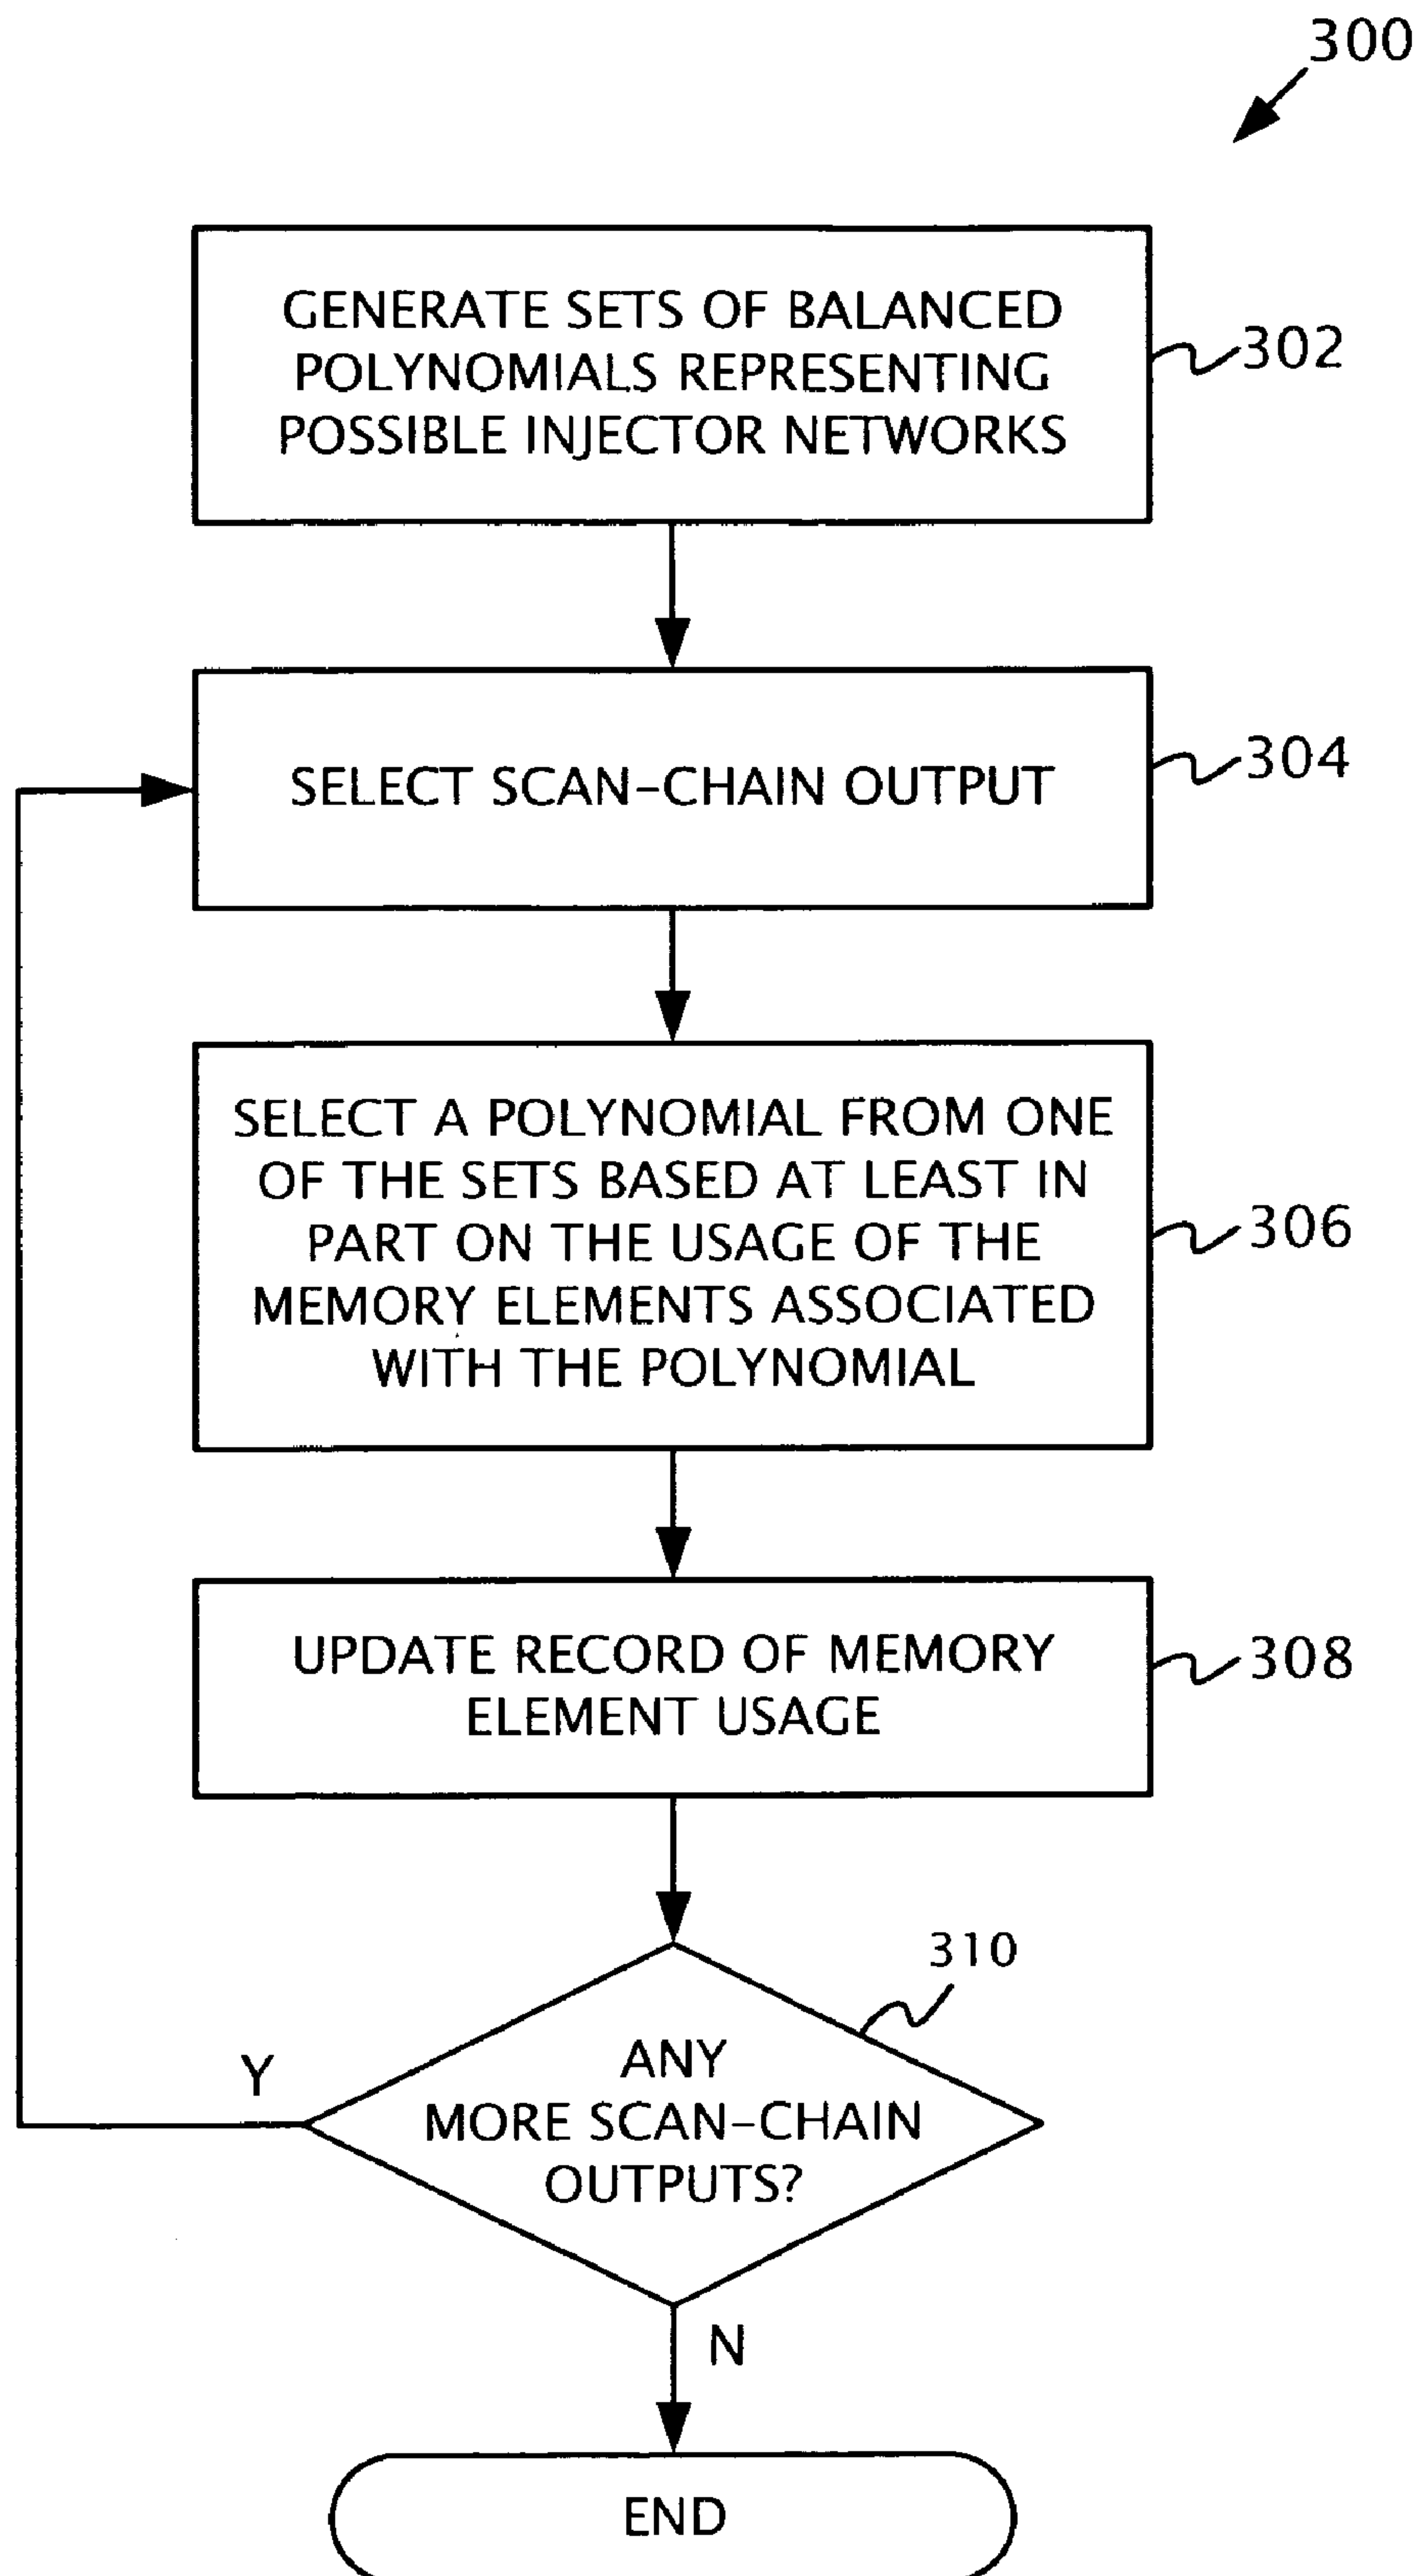 300
GENERATE SETS OF BALANCED
POLYNOMIALS REPRESENTING
POSSIBLE INJECTOR NETWORKS
302
SELECT SCAN-CHAIN OUTPUT
304
SELECT A POLYNOMIAL FROM ONE
OF THE SETS BASED AT LEAST IN
PART ON THE USAGE OF THE
MEMORY ELEMENTS ASSOCIATED
WITH THE POLYNOMIAL
306
UPDATE RECORD OF MEMORY
ELEMENT USAGE
308
310
ANY
MORE SCAN-CHAIN
OUTPUTS?
Y
N
END